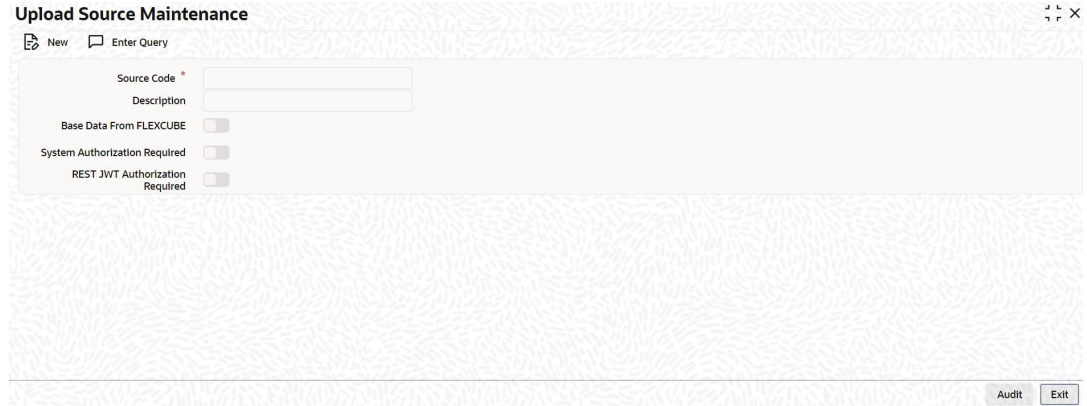 Upload Source Maintenance
New Enter Query
Source Code *
Description
Base Data From FLEXCUBE
System Authorization Required
REST JWT Authorization
Required
Audit Exit